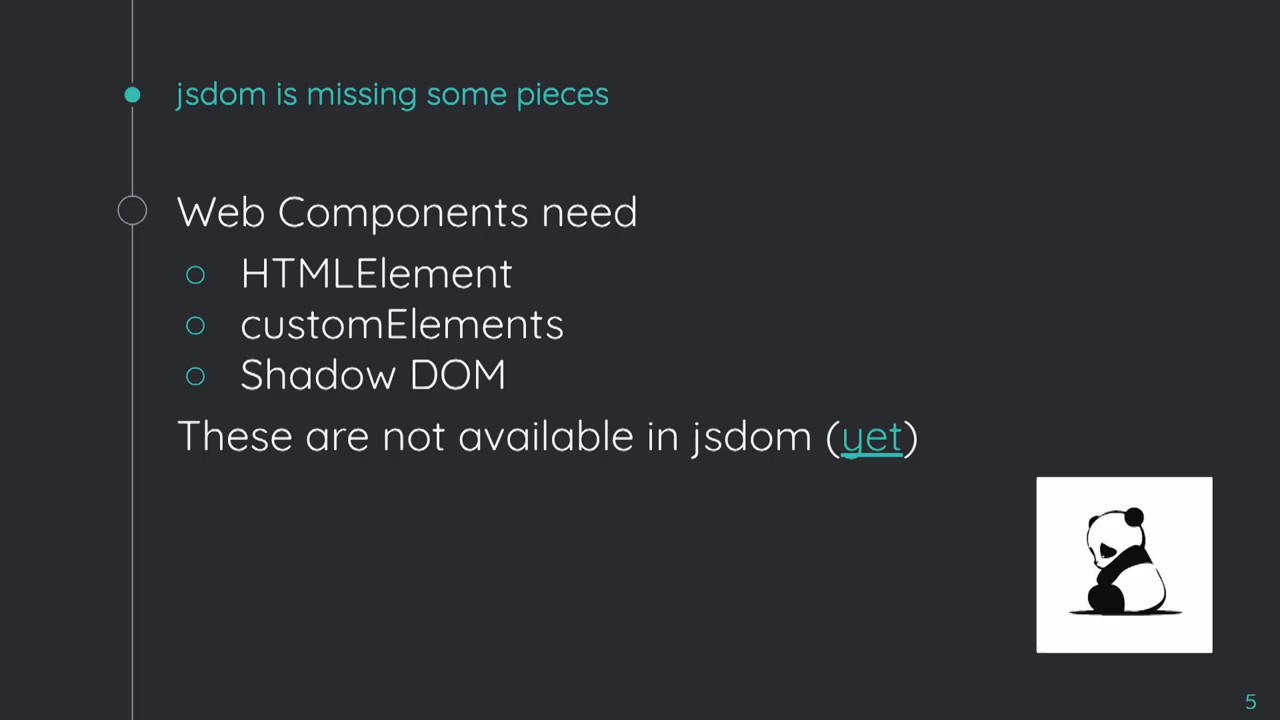 jsdom is missing some pieces
Web Components need
HTMLElement
customElements
Shadow DOM
These are not available in jsdom (yet)
5